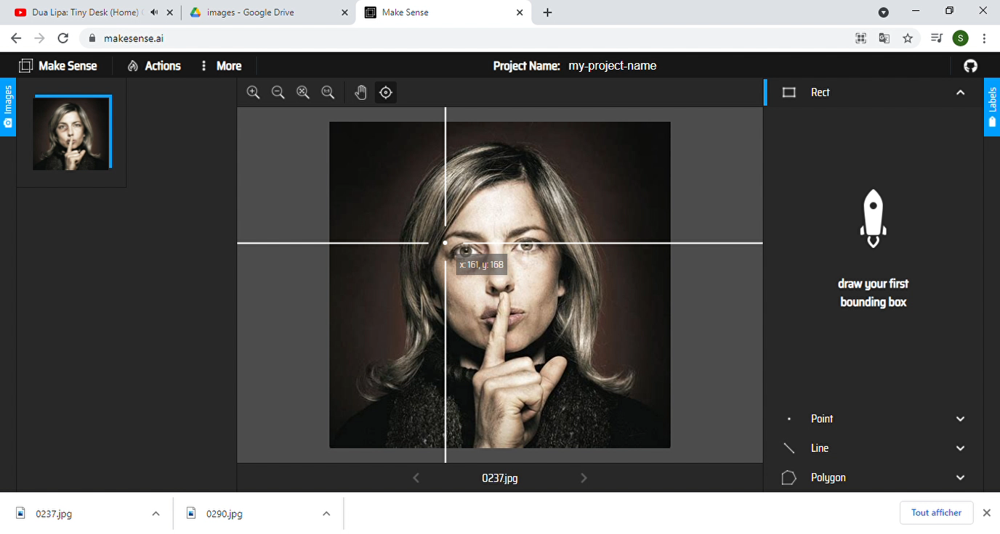 Dua Lipa: Tiny Desk (Home)
images - Google Drive
Make Sense
makesense.ai
S
Make Sense
Actions
More
Project Name: my-project-name
Images
1:1
Rect
Labels
x: 161, y: 168
draw your first
bounding box
Point
Line
Polygon
0237.jpg
0237.jpg
0290.jpg
Tout afficher